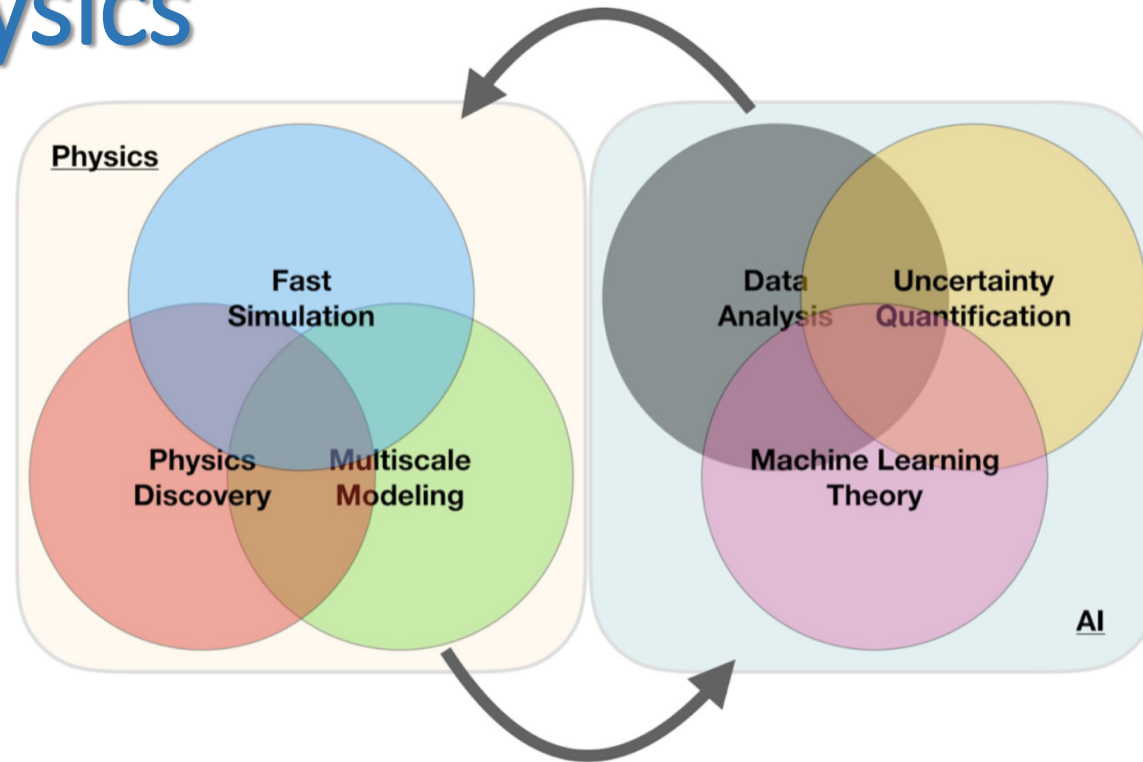 ysics
Physics
Fast
Simulation
Physics
Discovery
Multiscale
Modeling
Data
Analysis
Uncertainty
Quantification
Machine Learning
Theory
AI